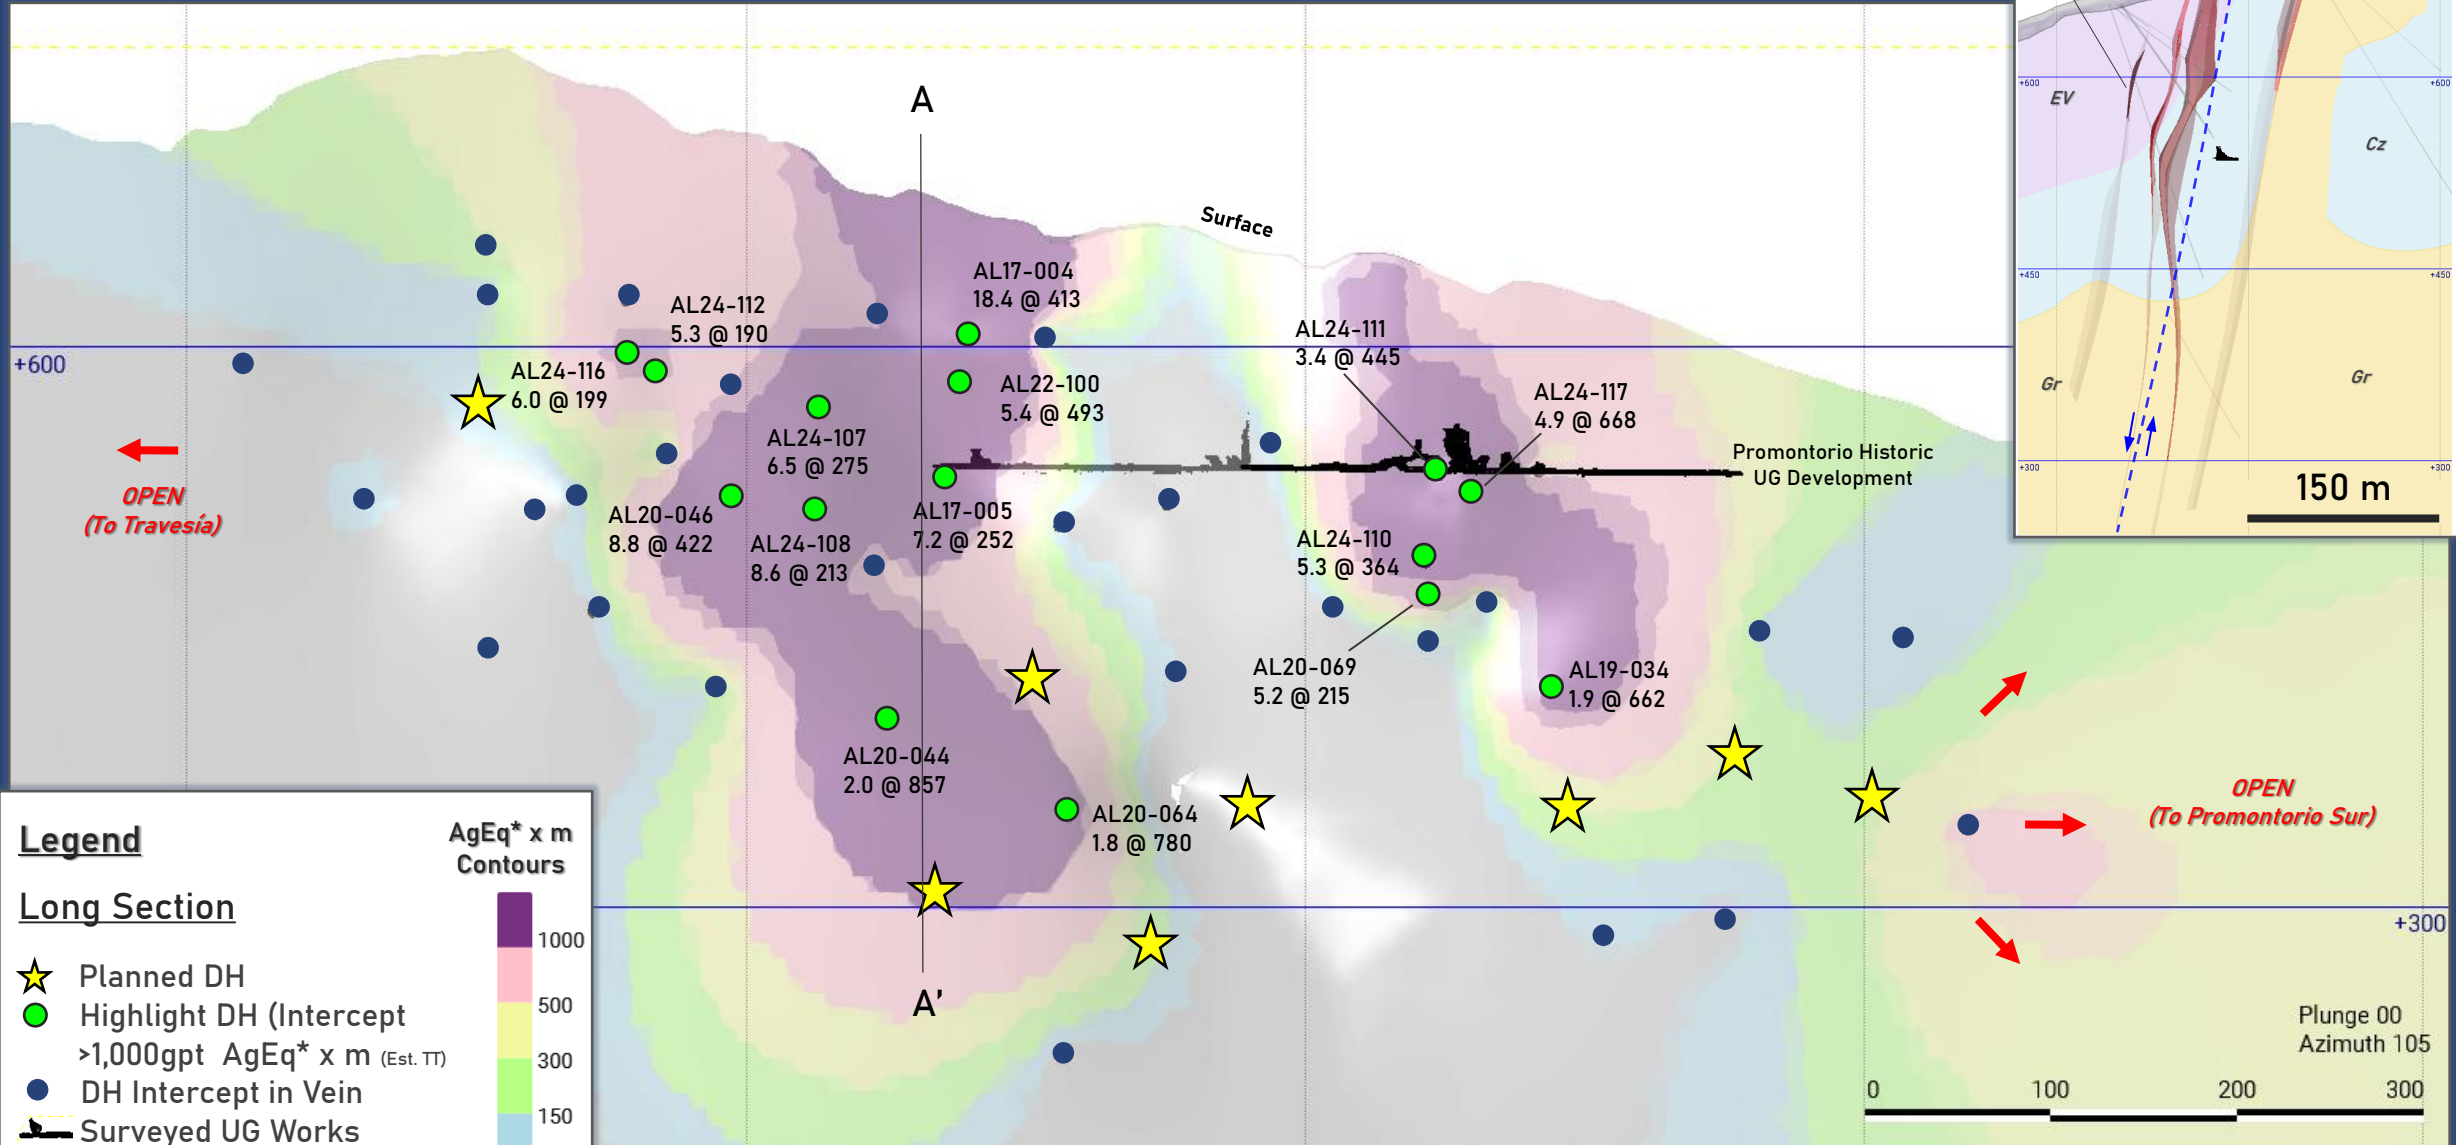 A
Surface
AL17-004
18.4 @ 413
AL24-112
5.3 @ 190
AL24-111
3.4 @ 445
+600
AL24-116
6.0 @ 199
AL22-100
5.4 @ 493
AL24-117
4.9 @ 668
AL24-107
6.5 @ 275
Promontorio Historic
UG Development
OPEN
(To Travesía)
AL20-046
8.8 @ 422
AL24-108
8.6 @ 213
AL17-005
7.2 @ 252
AL24-110
5.3 @ 364
AL20-069
5.2 @ 215
AL19-034
1.9 @ 662
AL20-044
2.0 @ 857
AL20-064
1.8 @ 780
OPEN
(To Promontorio Sur)
+300
A'
Plunge 00
Azimuth 105
0 100 200 300
Legend
Long Section
Planned DH
Highlight DH (Intercept
>1,000gpt AgEq* x m (Est. TT)
DH Intercept in Vein
Surveyed UG Works
AgEq* x m
Contours
1000
500
300
150
+600 +600
EV
Cz
+450 +450
Gr
Gr
+300 +300
150 m